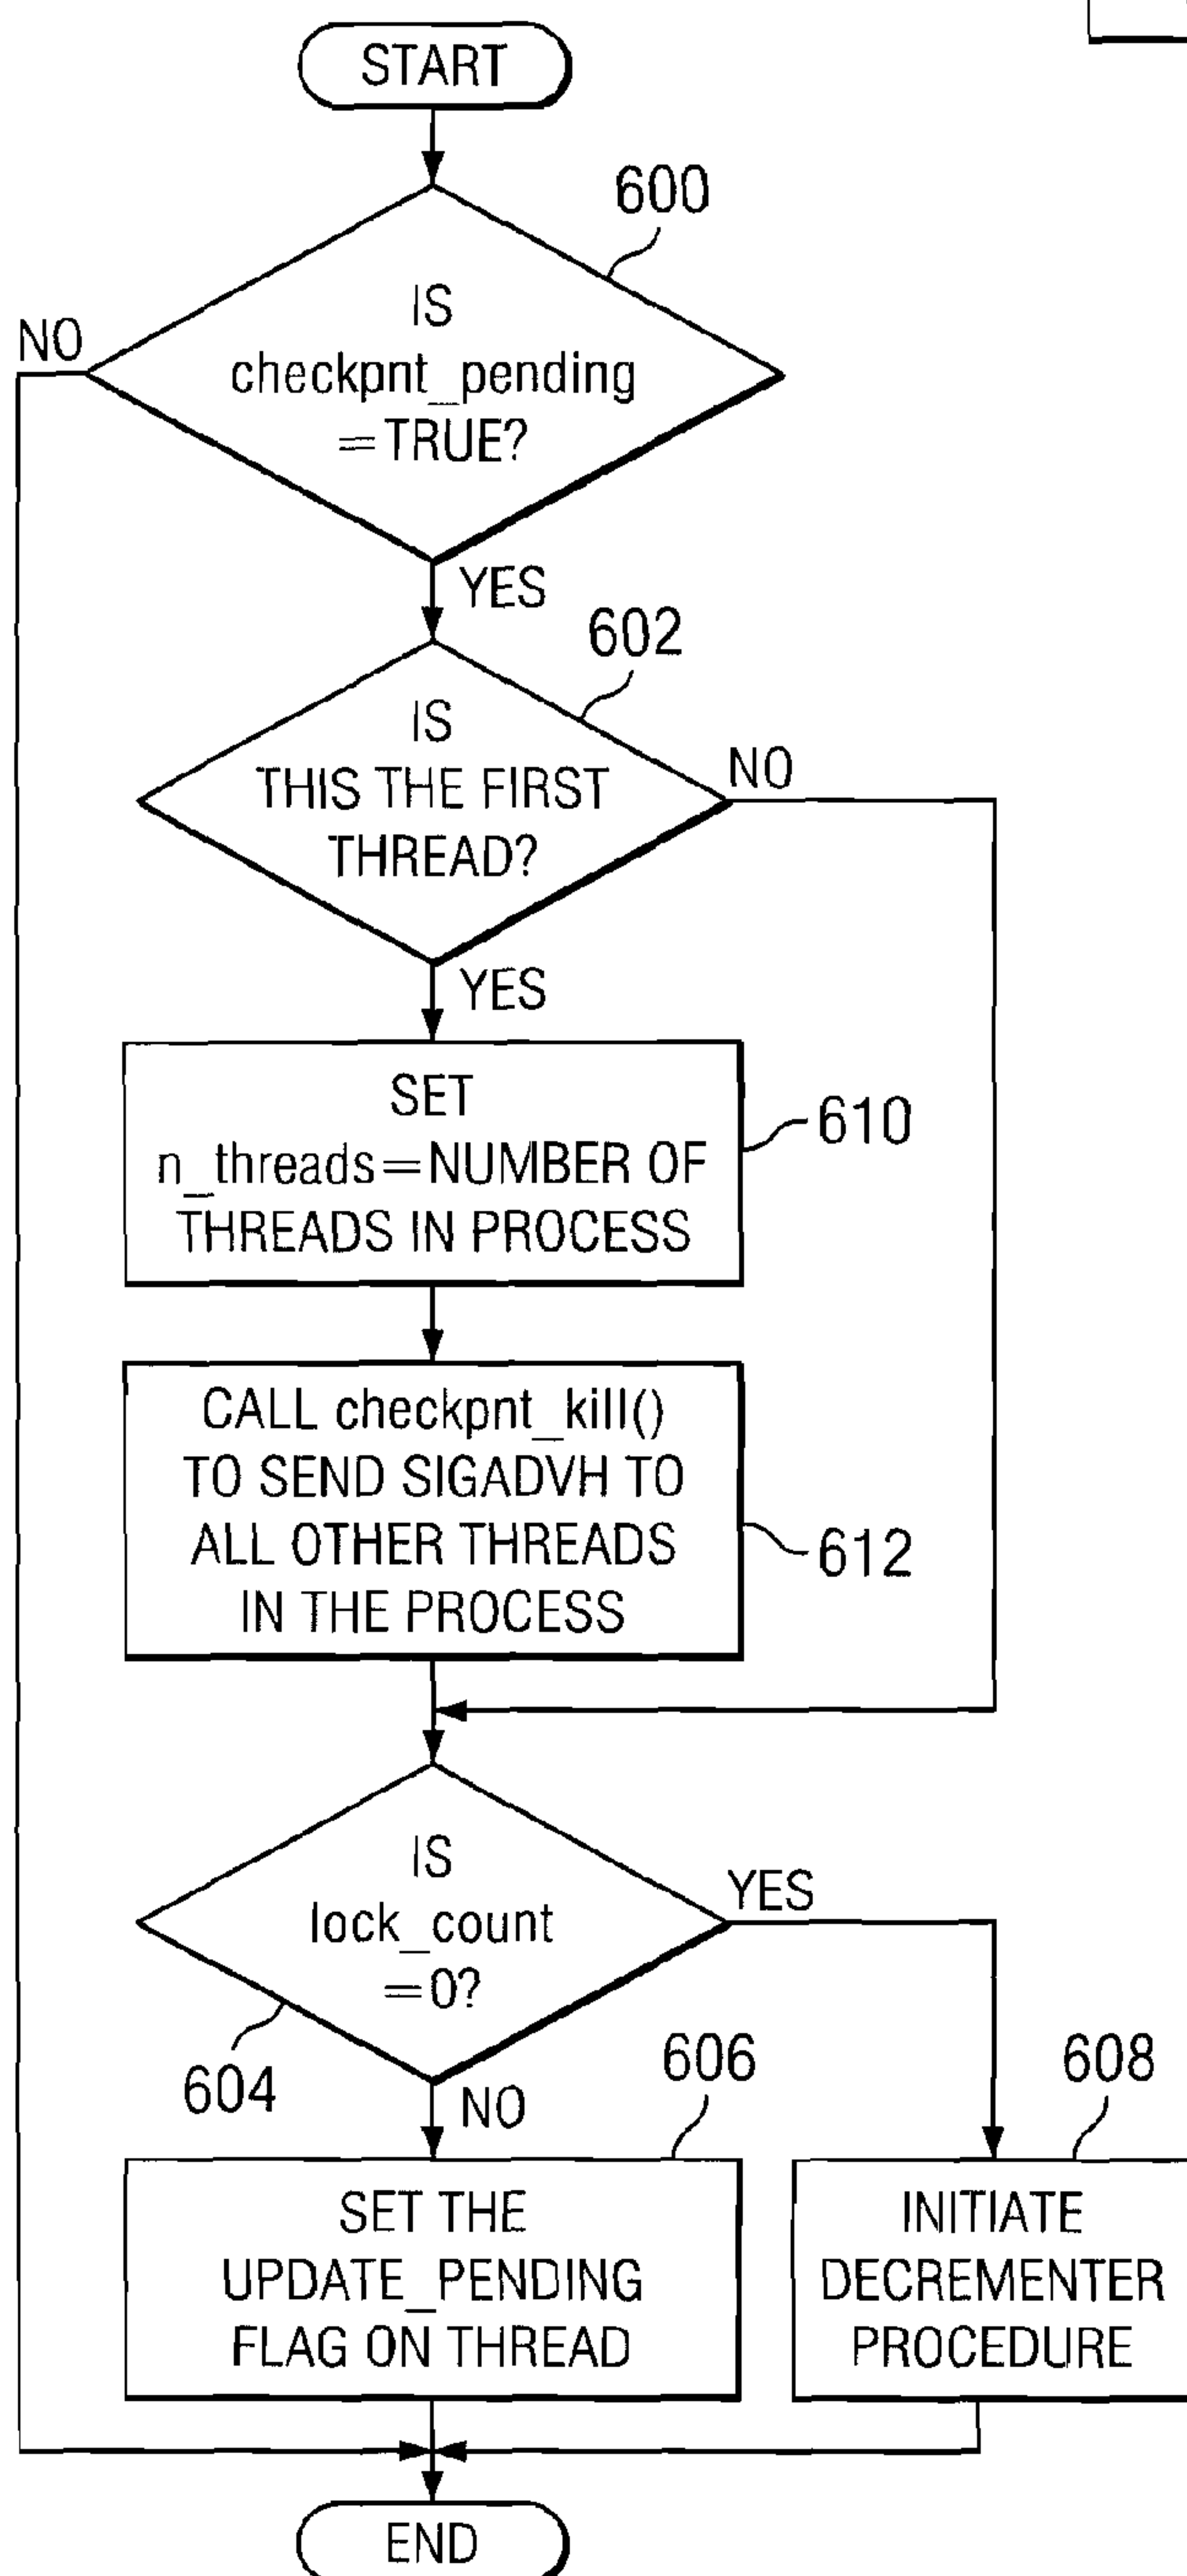 START
600
IS
checkpnt_pending
=TRUE?
NO
YES
602
IS
THIS THE FIRST
THREAD?
NO
YES
SET
n_threads=NUMBER OF
THREADS IN PROCESS
610
CALL checkpnt_kill()
TO SEND SIGADVH TO
ALL OTHER THREADS
IN THE PROCESS
612
IS
lock_count
=0?
YES
604
NO
606
608
SET THE
UPDATE_PENDING
FLAG ON THREAD
INITIATE
DECREMENTER
PROCEDURE
END